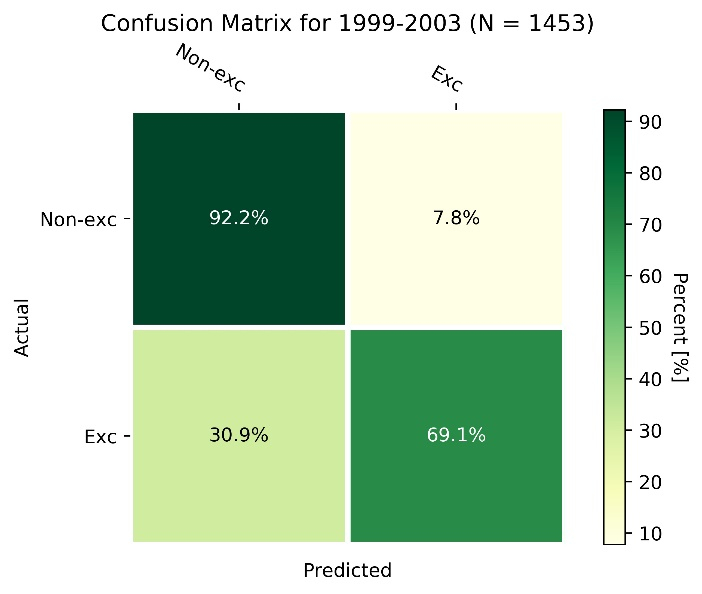 Confusion Matrix for 1999-2003 (N = 1453)
Non-exc
Exc
Non-exc
92.2%
7.8%
Exc
30.9%
69.1%
Actual
Predicted
90
80
70
60
50
40
30
20
10
Percent [%]